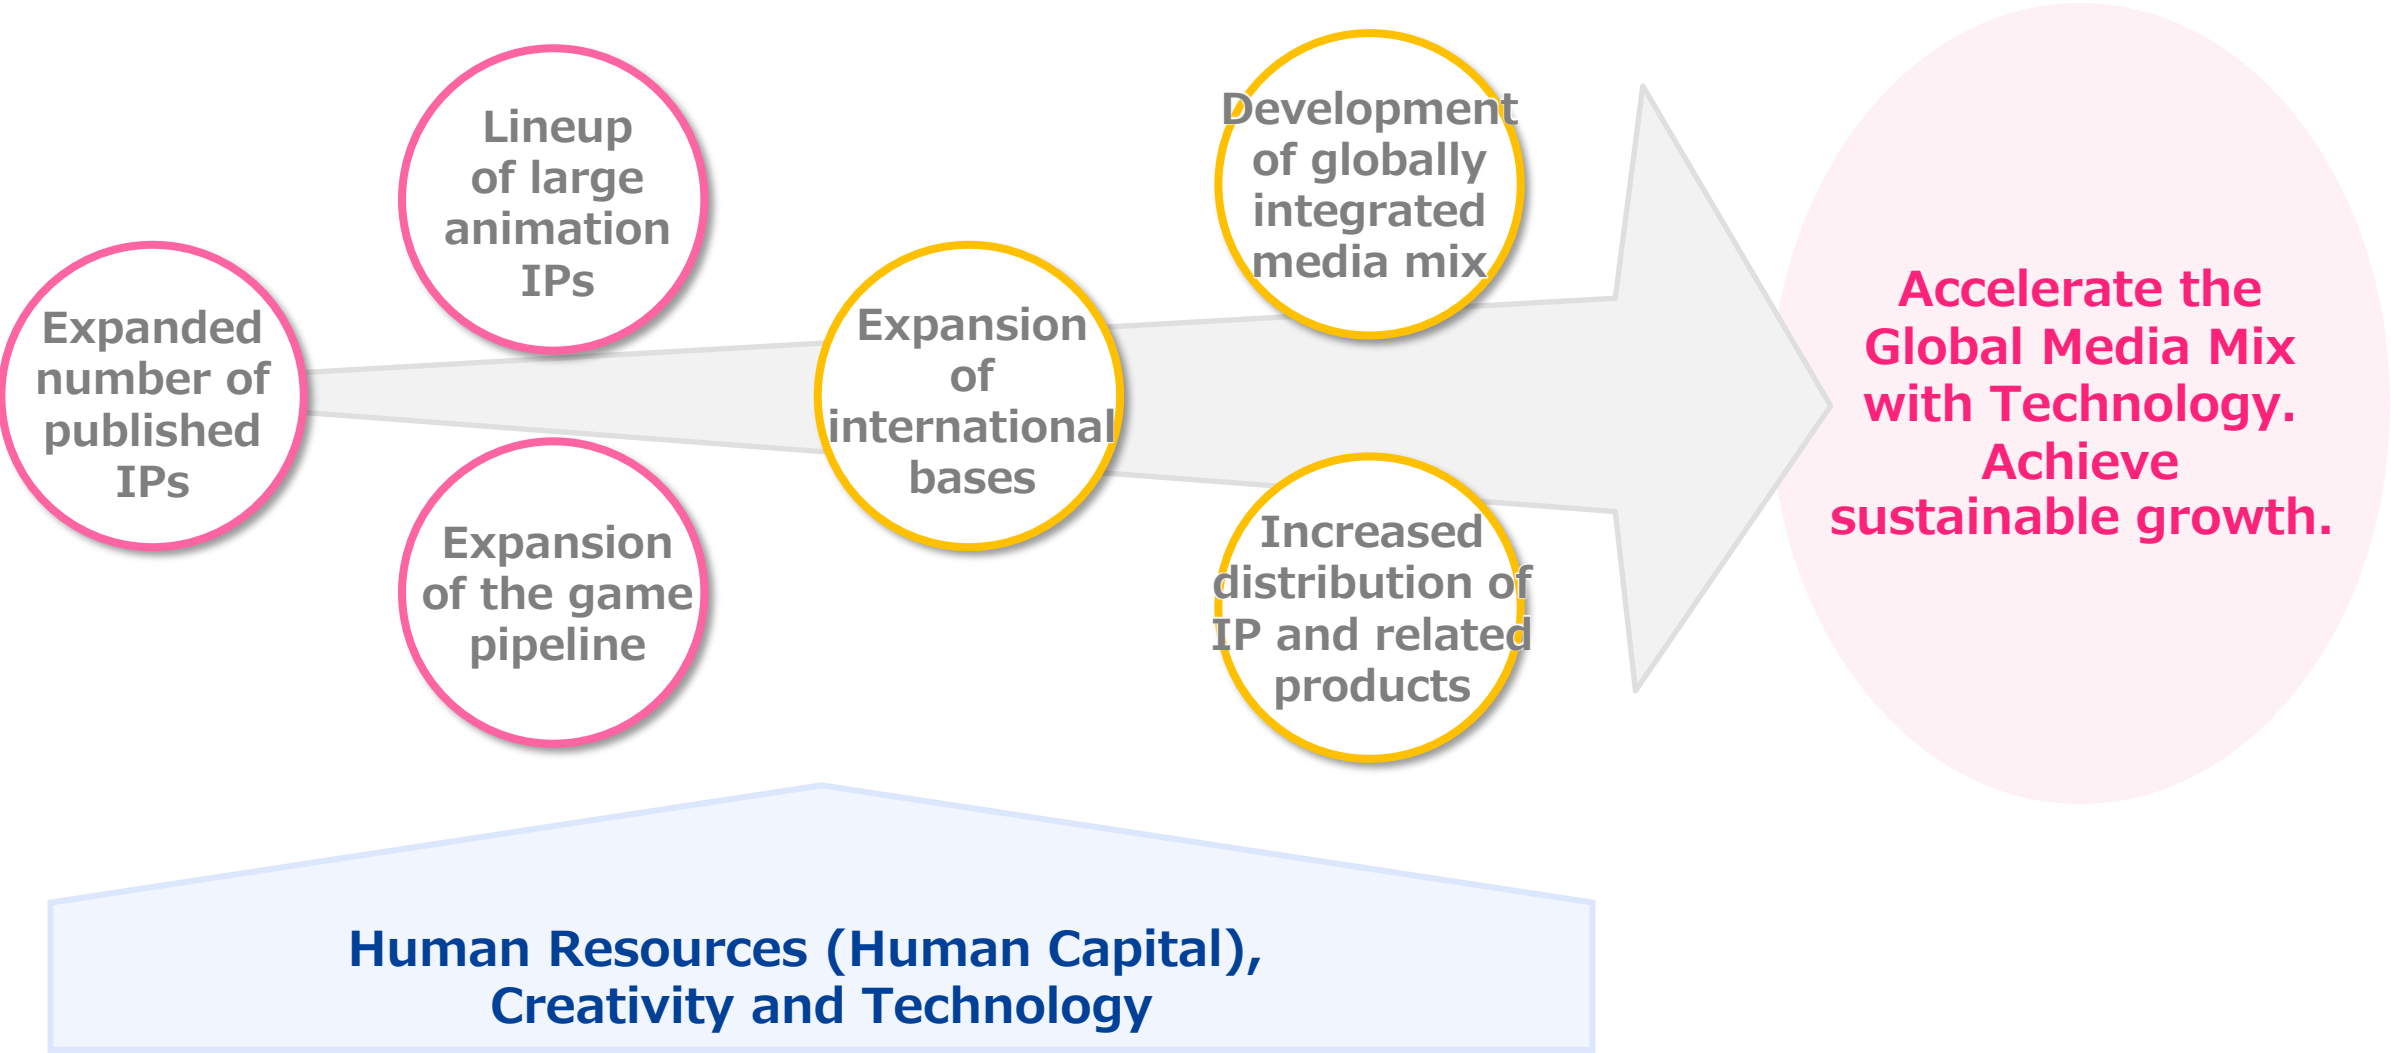 Expanded
number of
published
IPs
Lineup
of large
animation
IPs
Expansion
of the game
pipeline
Expansion
of
international
bases
Development
of globally
integrated
media mix
Increased
distribution of
IP and related
products
Accelerate the
Global Media Mix
with Technology.
Achieve
sustainable growth.
Human Resources (Human Capital),
Creativity and Technology